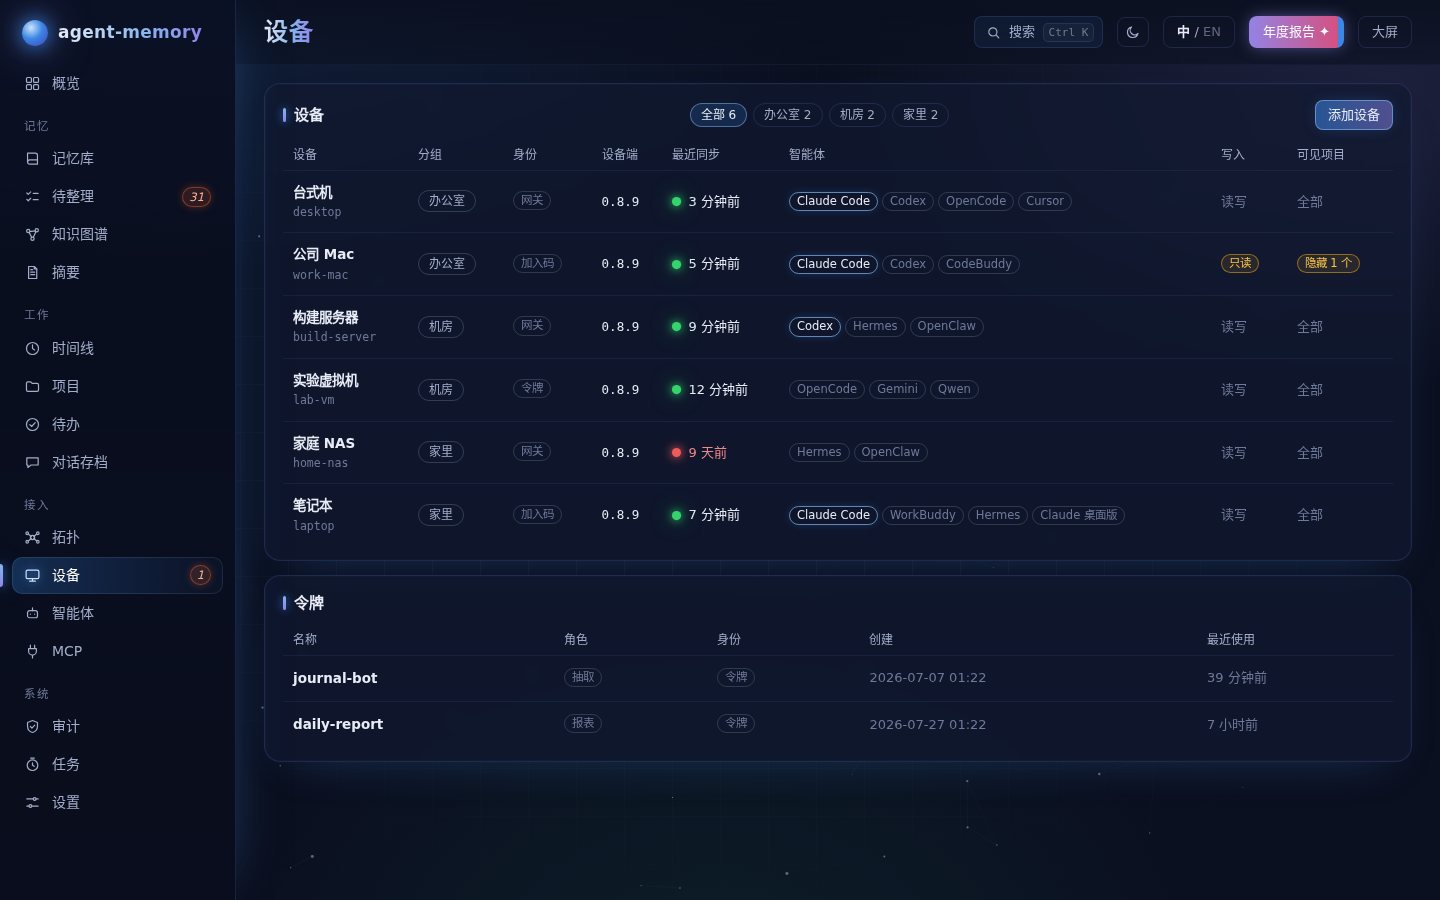 agent-memory
概览
记忆
记忆库
待整理 31
知识图谱
摘要
工作
时间线
项目
待办
对话存档
接入
拓扑
设备 1
智能体
MCP
系统
审计
任务
设置
设备
搜索 Ctrl K
中 / EN
年度报告 ✦
大屏
设备
全部 6 办公室 2 机房 2 家里 2
添加设备
设备 分组 身份 设备端 最近同步 智能体 写入 可见项目
台式机
desktop
办公室 网关 0.8.9 3 分钟前 Claude Code Codex OpenCode Cursor 读写 全部
公司 Mac
work-mac
办公室 加入码 0.8.9 5 分钟前 Claude Code Codex CodeBuddy 只读 隐藏 1 个
构建服务器
build-server
机房 网关 0.8.9 9 分钟前 Codex Hermes OpenClaw 读写 全部
实验虚拟机
lab-vm
机房 令牌 0.8.9 12 分钟前 OpenCode Gemini Qwen 读写 全部
家庭 NAS
home-nas
家里 网关 0.8.9 9 天前 Hermes OpenClaw 读写 全部
笔记本
laptop
家里 加入码 0.8.9 7 分钟前 Claude Code WorkBuddy Hermes Claude 桌面版 读写 全部
令牌
名称 角色 身份 创建 最近使用
journal-bot 抽取 令牌 2026-07-07 01:22 39 分钟前
daily-report 报表 令牌 2026-07-27 01:22 7 小时前